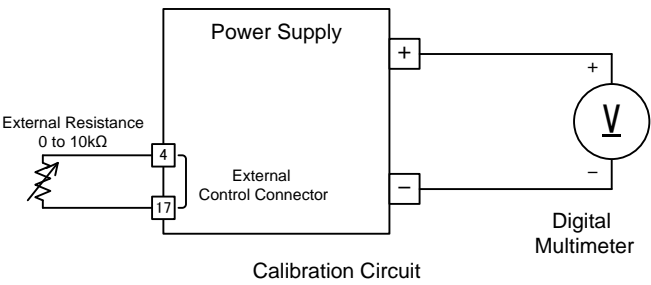 Power Supply
+
+
External Resistance
0 to 10kΩ
4
External
Control Connector
17
V
−
−
Digital
Multimeter
Calibration Circuit